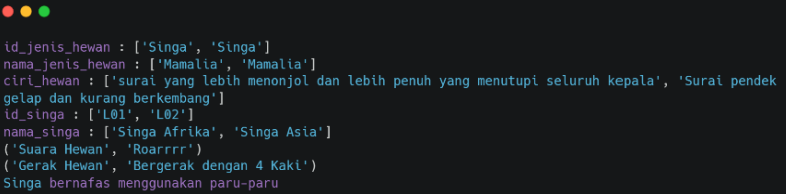 id_jenis_hewan : ['Singa', 'Singa']
nama_jenis_hewan : ['Mamalia', 'Mamalia']
ciri_hewan : ['surai yang lebih menonjol dan lebih penuh yang menutupi seluruh kepala', 'Surai pendek
gelap dan kurang berkembang']
id_singa : ['L01', 'L02']
nama_singa : ['Singa Afrika', 'Singa Asia']
('Suara Hewan', 'Roarrrr')
('Gerak Hewan', 'Bergerak dengan 4 Kaki')
Singa bernafas menggunakan paru-paru